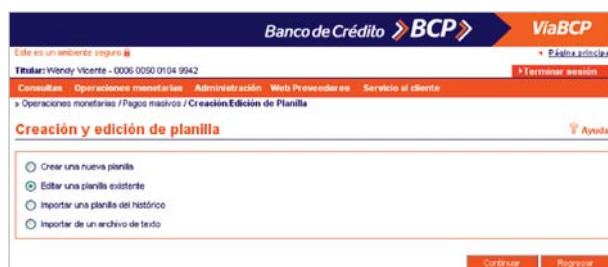 Banco de Crédito >BCP> VíaBCP
Este es un ambiente seguro
Página principal
Titular: Wendy Vicente - 0006 0050 0104 9942
Terminar sesión
Consultas Operaciones monetarias Administración Web Proveedores Servicio al cliente
» Operaciones monetarias / Pagos masivos / Creación/Edición de Planilla
Creación y edición de planilla
Ayuda
Crear una nueva planilla
Editar una planilla existente
Importar una planilla del histórico
Importar de un archivo de texto
Continuar Regresar